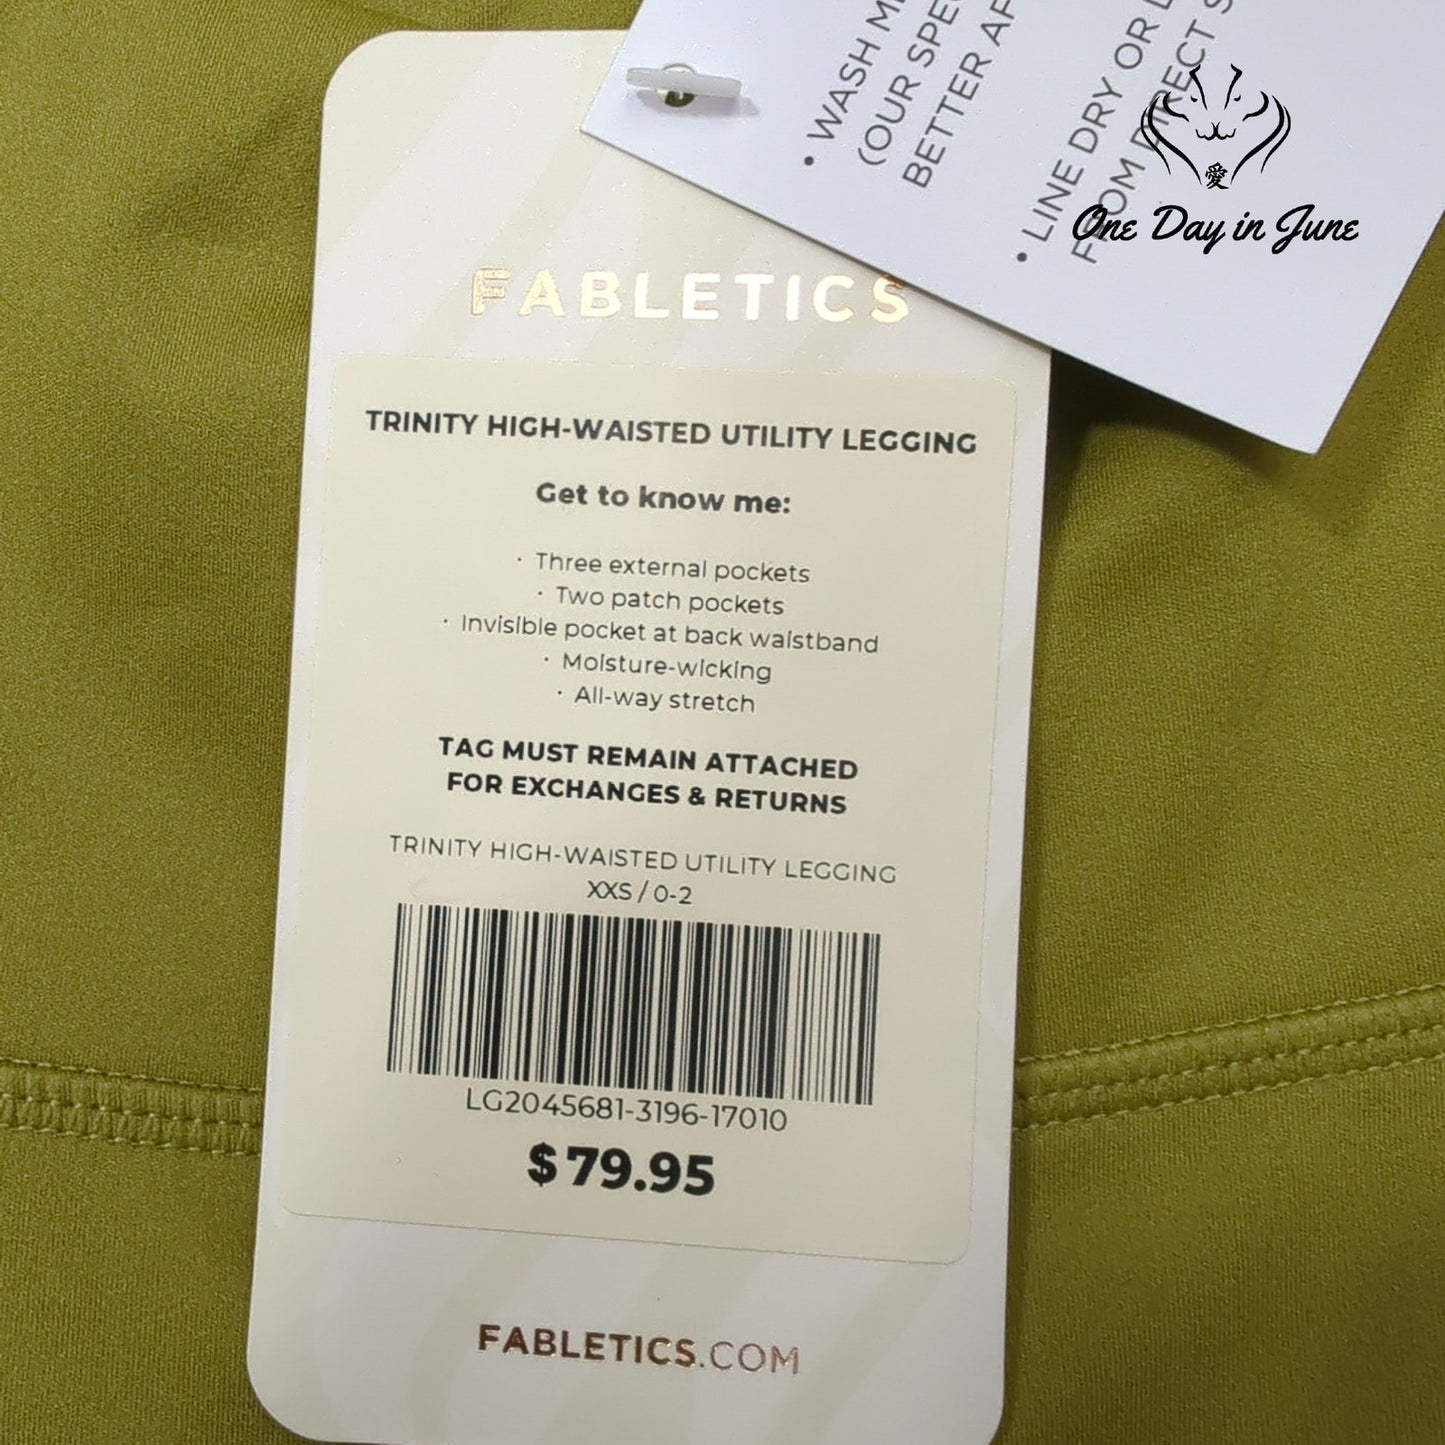 • WASH
(OUR
BETTER
• LINE DRY OR
FROM DIRECT
愛
One Day in June
FABLETICS
TRINITY HIGH-WAISTED UTILITY LEGGING
Get to know me:
· Three external pockets
· Two patch pockets
· Invisible pocket at back waistband
· Moisture-wicking
· All-way stretch
TAG MUST REMAIN ATTACHED
FOR EXCHANGES & RETURNS
TRINITY HIGH-WAISTED UTILITY LEGGING
XXS / 0-2
LG2045681-3196-17010
$79.95
FABLETICS.COM